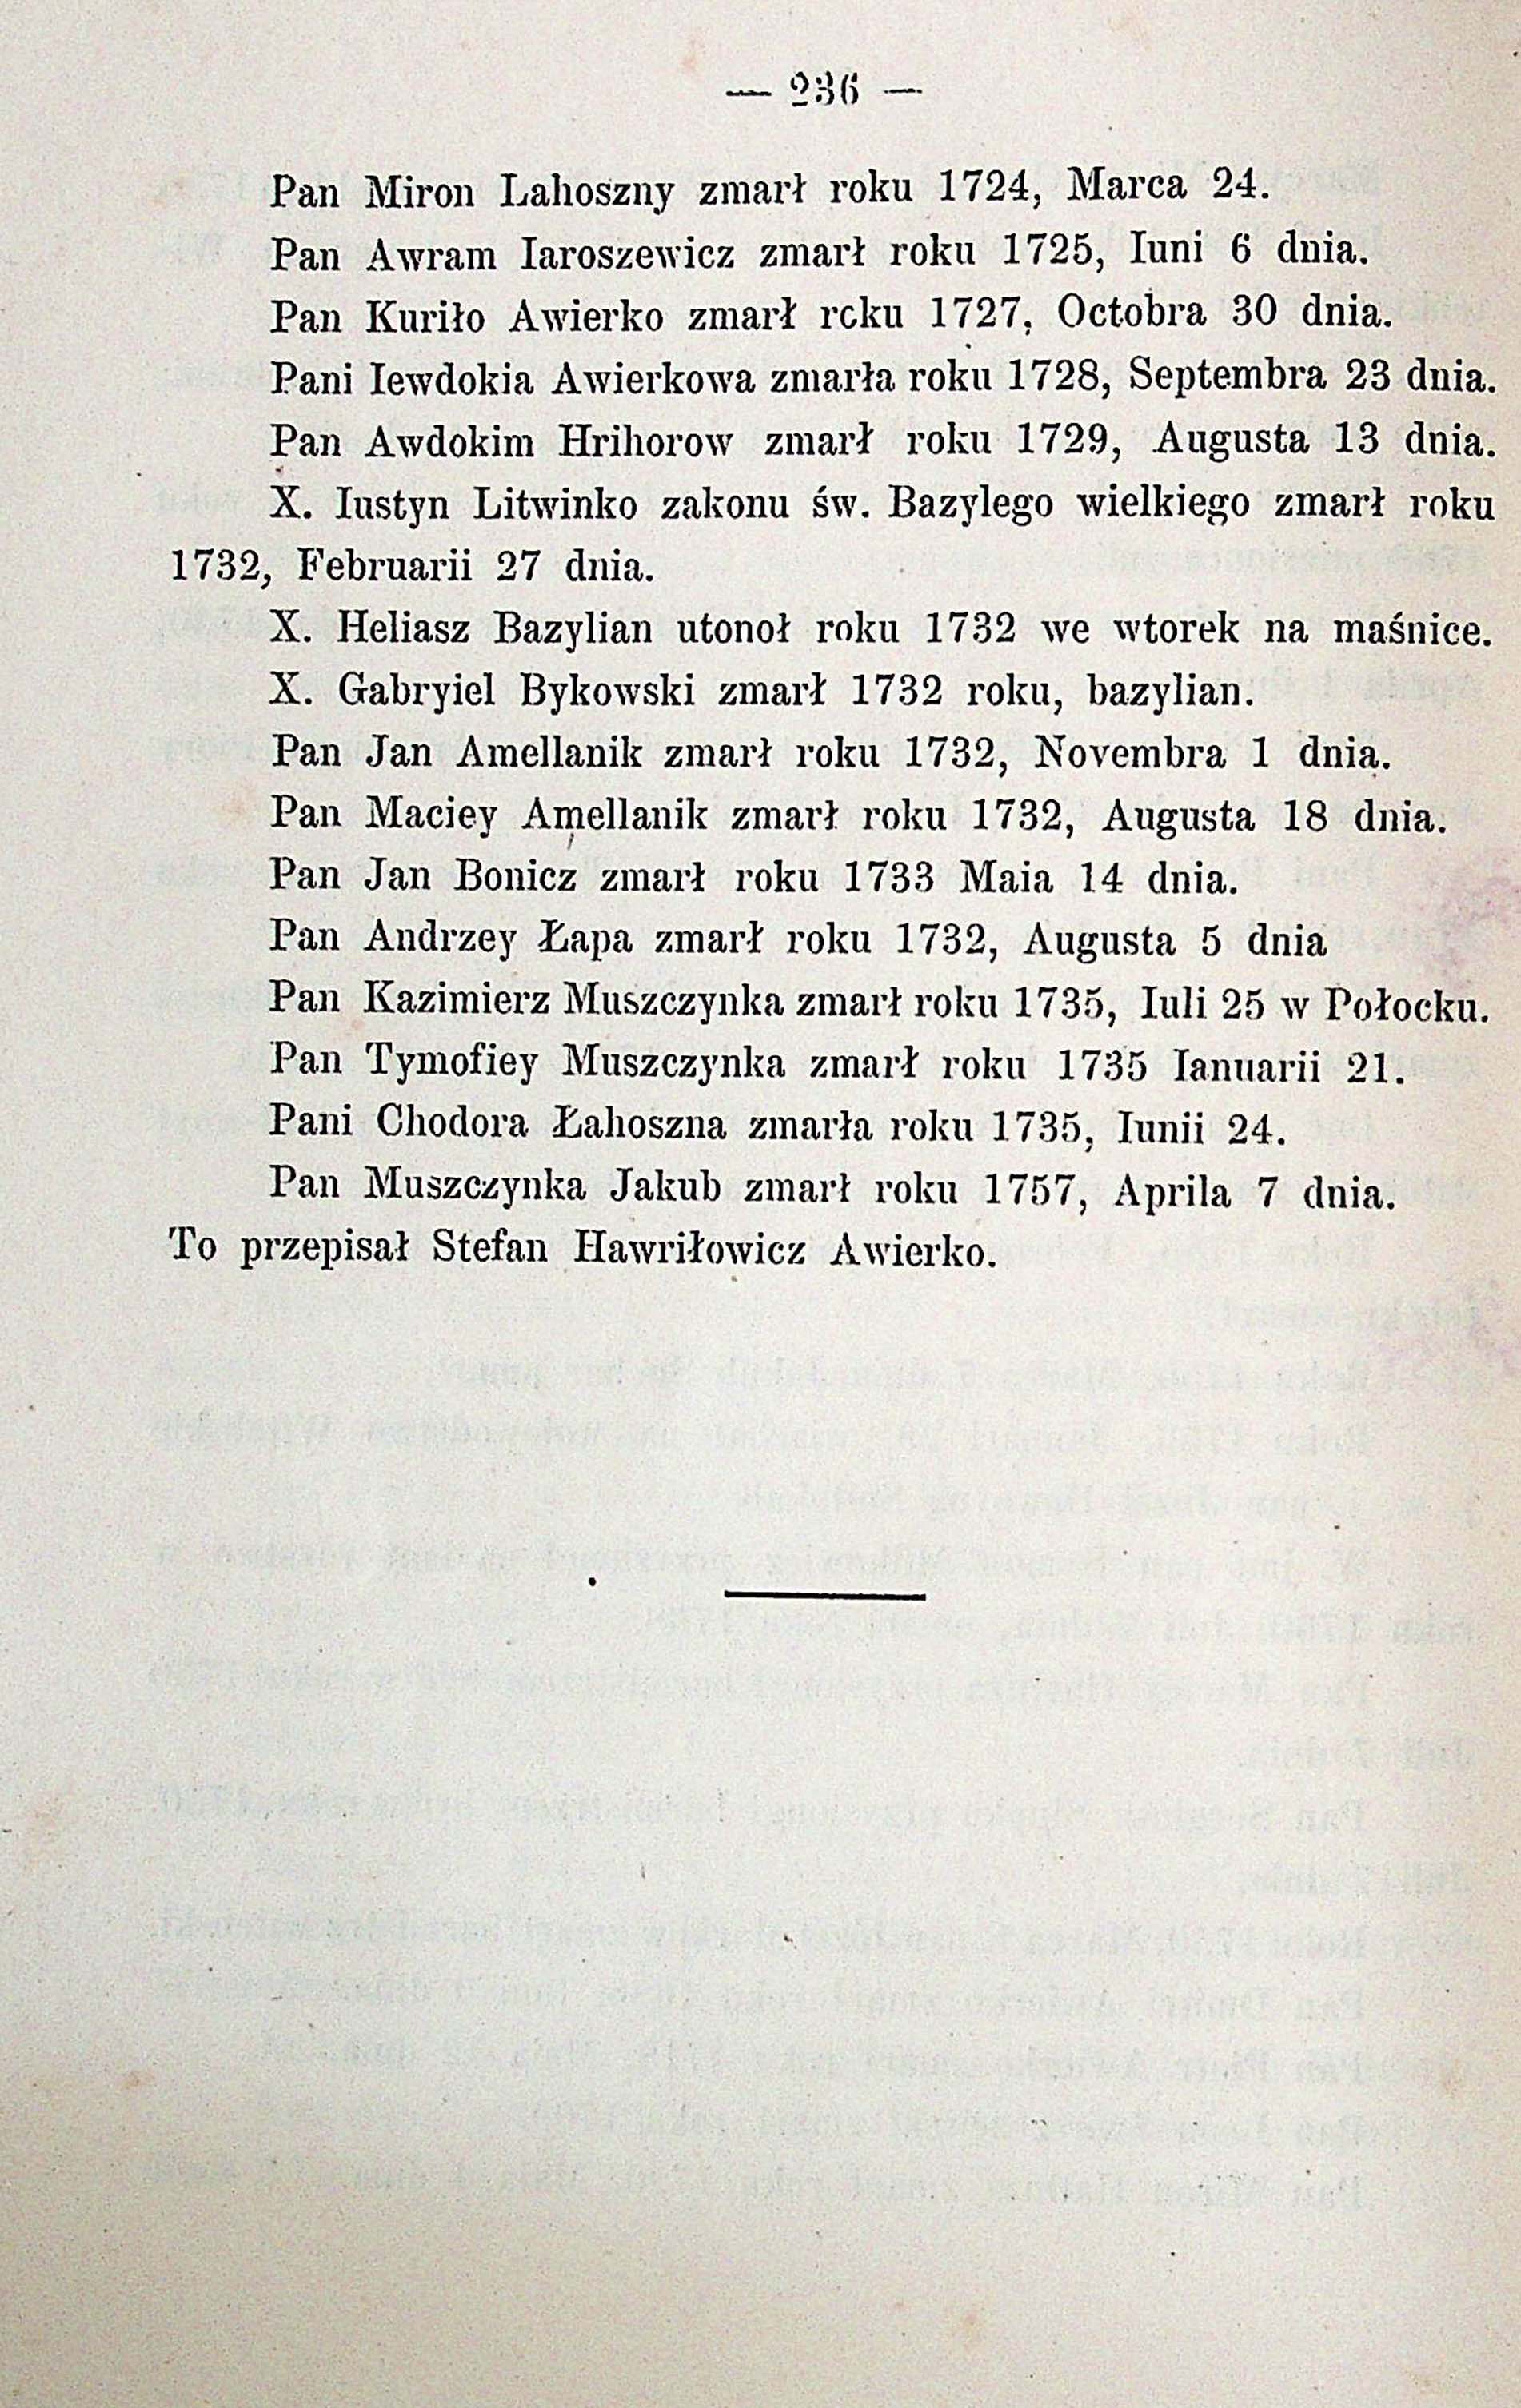 — 236 —
Pan Miron Lahoszny zmarł roku 1724, Marca 24.
Pan Awram Iaroszewicz zmarł roku 1725, Iuni 6 dnia.
Pan Kuriło Awierko zmarł rcku 1727, Octobra 30 dnia.
Pani Iewdokia Awierkowa zmarła roku 1728, Septembra 23 dnia.
Pan Awdokim Hrihorow zmarł roku 1729, Augusta 13 dnia.
X. Iustyn Litwinko zakonu św. Bazylego wielkiego zmarł roku
1732, Februarii 27 dnia.
X. Heliasz Bazylian utonoł roku 1732 we wtorek na maśnice.
X. Gabryiel Bykowski zmarł 1732 roku, bazylian.
Pan Jan Amellanik zmarł roku 1732, Novembra 1 dnia.
Pan Maciey Amellanik zmarł roku 1732, Augusta 18 dnia.
Pan Jan Bonicz zmarł roku 1733 Maia 14 dnia.
Pan Andrzey Łapa zmarł roku 1732, Augusta 5 dnia
Pan Kazimierz Muszczynka zmarł roku 1735, Iuli 25 w Połocku.
Pan Tymofiey Muszczynka zmarł roku 1735 Ianuarii 21.
Pani Chodora Łahoszna zmarła roku 1735, Iunii 24.
Pan Muszczynka Jakub zmarł roku 1757, Aprila 7 dnia.
To przepisał Stefan Hawriłowicz Awierko.